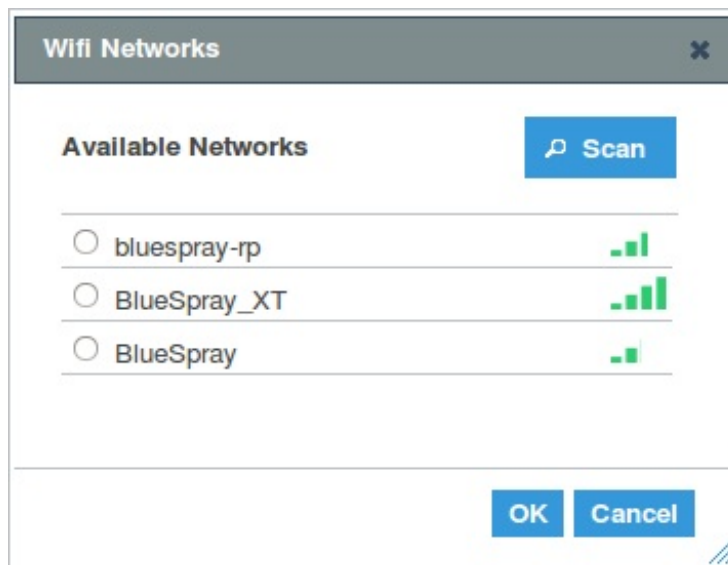 Wifi Networks
Available Networks
Scan
bluespray-rp
BlueSpray_XT
BlueSpray
OK
Cancel